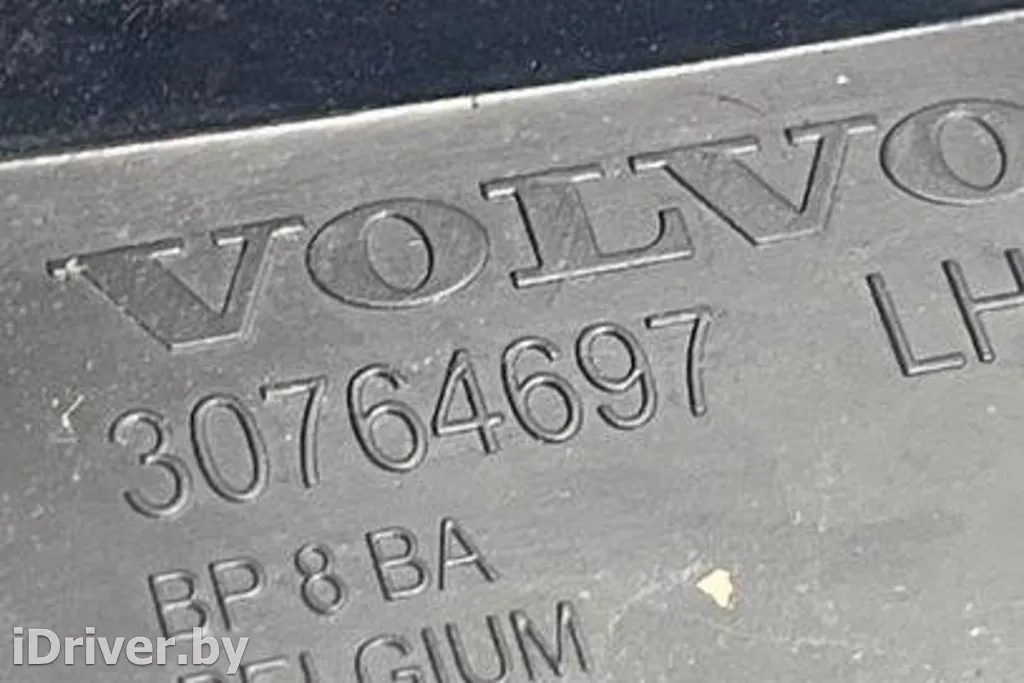 VOLVO
30764697 LH
BP 8 BA
BELGIUM
iDriver.by